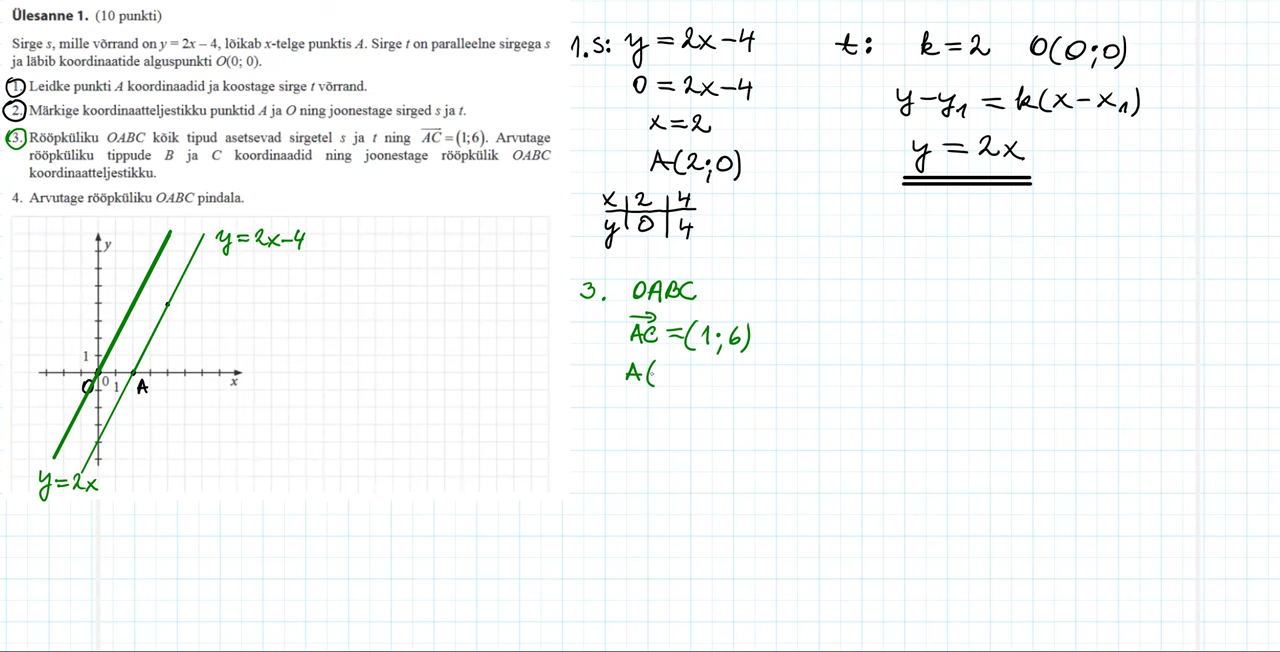 Ülesanne 1. (10 punkti)
Sirge s, mille võrrand on y = 2x – 4, lõikab x-telge punktis A. Sirge t on paralleelne sirgega s
ja läbib koordinaatide alguspunkti O(0; 0).
1. Leidke punkti A koordinaadid ja koostage sirge t võrrand.
2. Märkige koordinaatteljestikku punktid A ja O ning joonestage sirged s ja t.
3. Rööpküliku OABC kõik tipud asetsevad sirgetel s ja t ning AC = (1;6). Arvutage
rööpküliku tippude B ja C koordinaadid ning joonestage rööpkülik OABC
koordinaatteljestikku.
4. Arvutage rööpküliku OABC pindala.
y
y = 2x – 4
1
O
0
1
A
x
y = 2x
1. s: y = 2x – 4
0 = 2x – 4
x = 2
A(2;0)
x | 2 | 4
y | 0 | 4
t: k = 2 O(0;0)
y – y₁ = k(x – x₁)
y = 2x
3. OABC
AC = (1;6)
A(